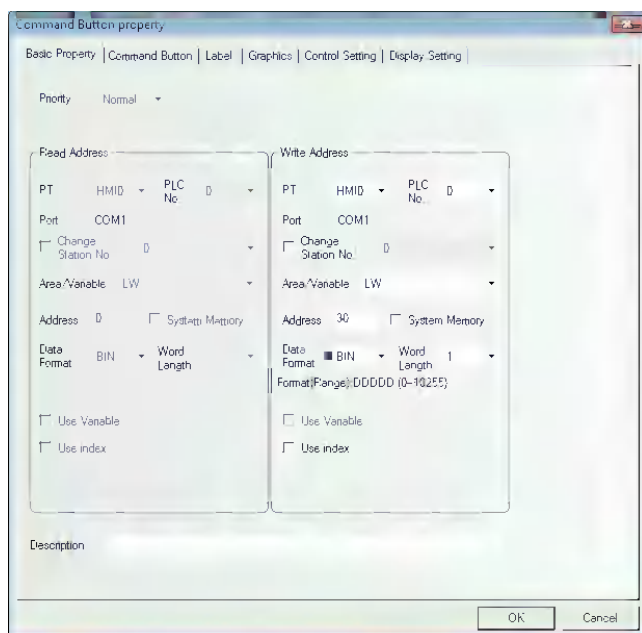 Command Button property
Basic Property | Command Button | Label | Graphics | Control Setting | Display Setting
Priority Normal
Read Address
PT HMI0 PLC No. 0
Port COM1
Change Station No 0
Area/Variable LW
Address 0 System Memory
Data Format BIN Word Length
Use Variable
Use index
Write Address
PT HMI0 PLC No. 0
Port COM1
Change Station No 0
Area/Variable LW
Address 30 System Memory
Data Format BIN Word Length 1
Format(Range):DDDDD (0~10255)
Use Variable
Use index
Description
OK Cancel